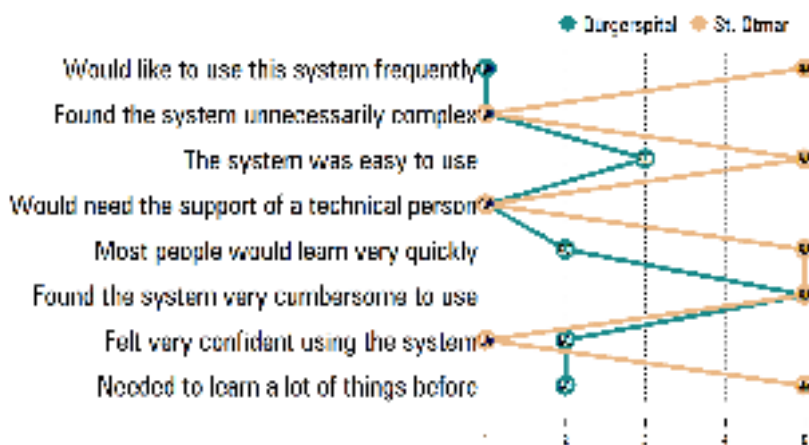 Burgerspital St. Otmar
Would like to use this system frequently
Found the system unnecessarily complex
The system was easy to use
Would need the support of a technical person
Most people would learn very quickly
Found the system very cumbersome to use
Felt very confident using the system
Needed to learn a lot of things before